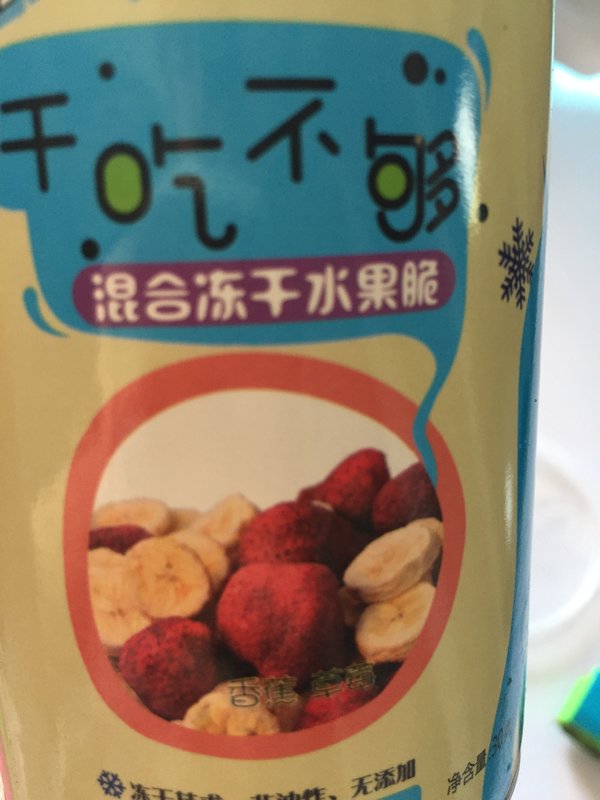 干吃不够
混合冻干水果脆
香蕉 草莓
冻干技术、非油炸、无添加
净含量:30